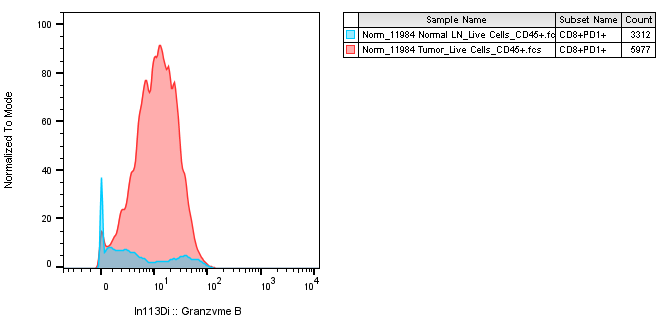 Sample Name Subset Name Count
Norm_11984 Normal LN_Live Cells_CD45+.fc CD8+PD1+ 3312
Norm_11984 Tumor_Live Cells_CD45+.fcs CD8+PD1+ 5977
Normalized To Mode
100
80
60
40
20
0
0 10^1 10^2 10^3 10^4
In113Di :: Granzyme B